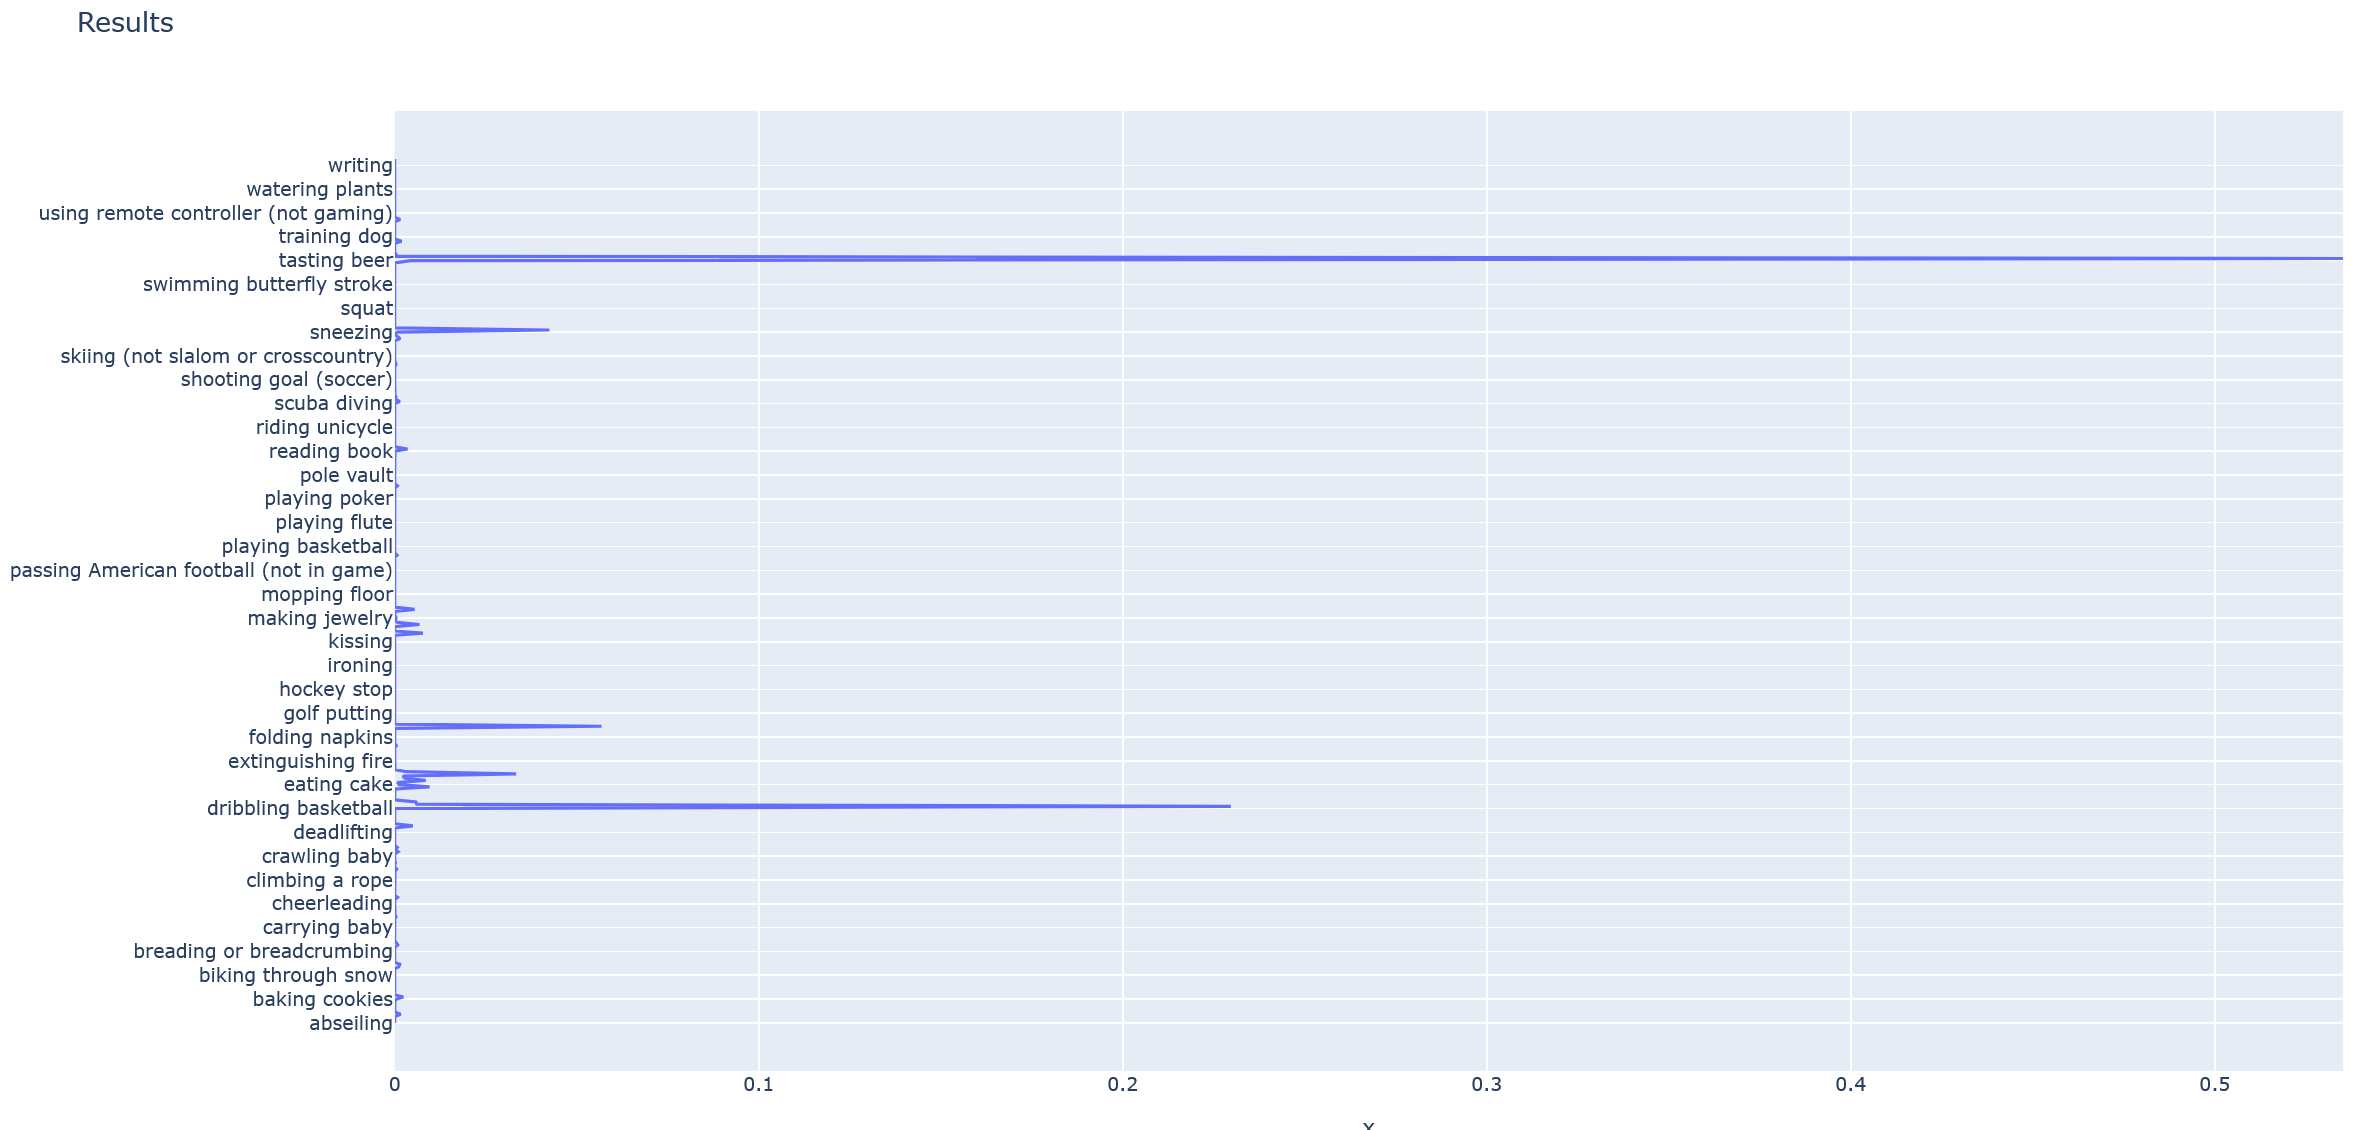 Results
writing
watering plants
using remote controller (not gaming)
training dog
tasting beer
swimming butterfly stroke
squat
sneezing
skiing (not slalom or crosscountry)
shooting goal (soccer)
scuba diving
riding unicycle
reading book
pole vault
playing poker
playing flute
playing basketball
passing American football (not in game)
mopping floor
making jewelry
kissing
ironing
hockey stop
golf putting
folding napkins
extinguishing fire
eating cake
dribbling basketball
deadlifting
crawling baby
climbing a rope
cheerleading
carrying baby
breading or breadcrumbing
biking through snow
baking cookies
abseiling
0 0.1 0.2 0.3 0.4 0.5
x